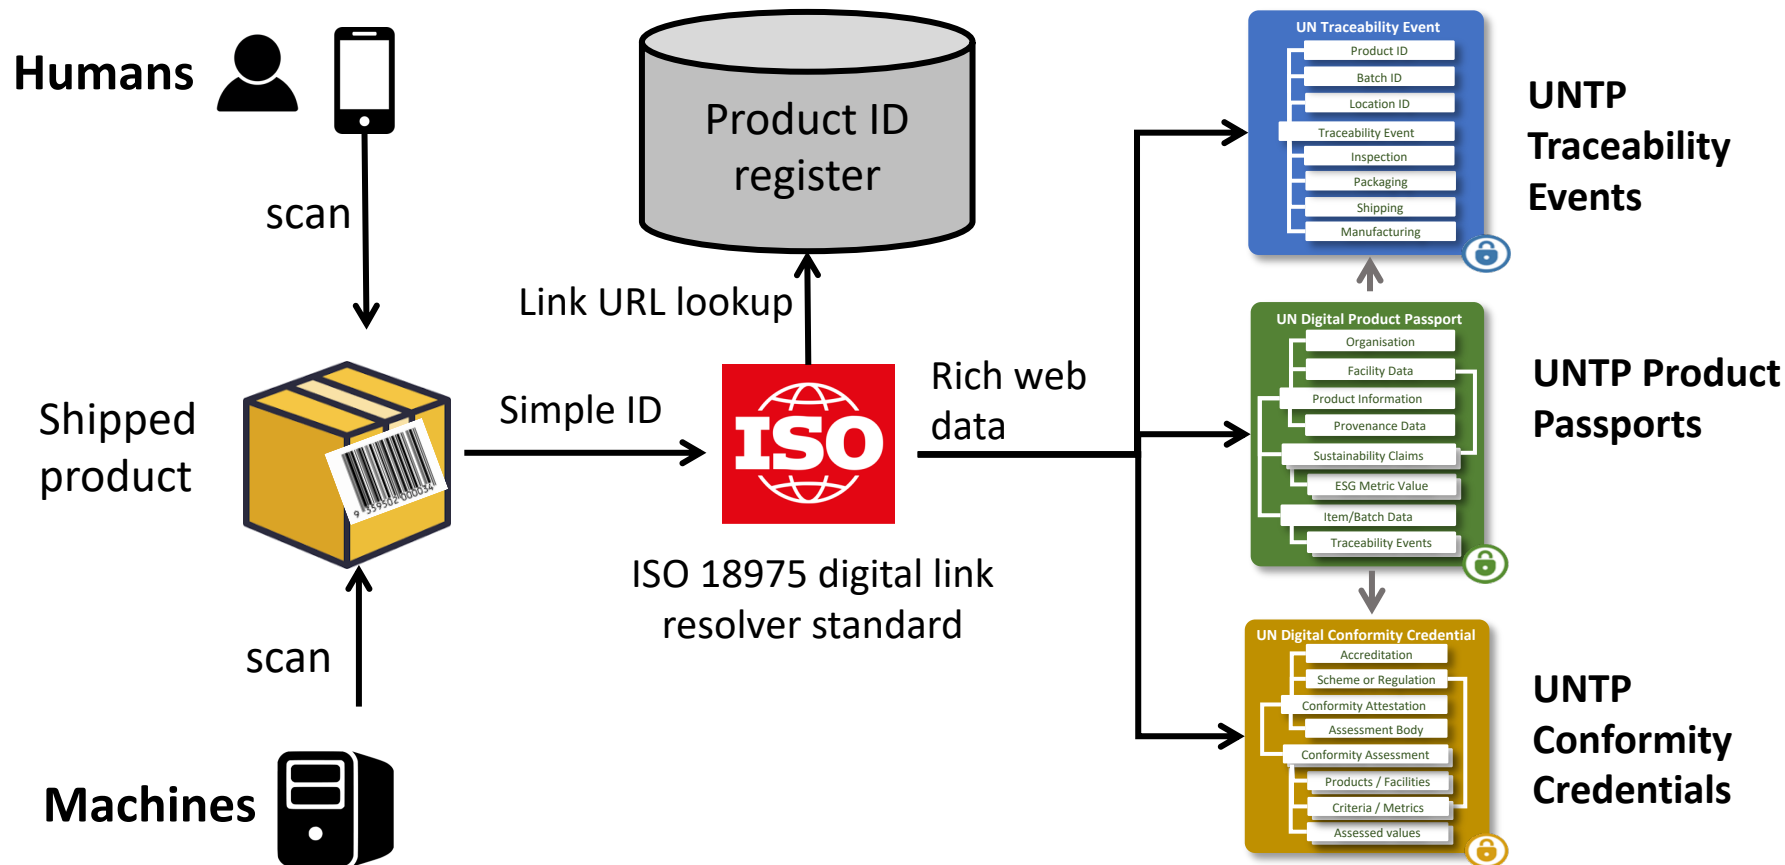 Humans
scan
Shipped
product
9 359502 000034
scan
Machines
Simple ID
Product ID
register
Link URL lookup
ISO
ISO 18975 digital link
resolver standard
Rich web
data
UN Traceability Event
Product ID
Batch ID
Location ID
Traceability Event
Inspection
Packaging
Shipping
Manufacturing
UNTP
Traceability
Events
UN Digital Product Passport
Organisation
Facility Data
Product Information
Provenance Data
Sustainability Claims
ESG Metric Value
Item/Batch Data
Traceability Events
UNTP Product
Passports
UN Digital Conformity Credential
Accreditation
Scheme or Regulation
Conformity Attestation
Assessment Body
Conformity Assessment
Products / Facilities
Criteria / Metrics
Assessed values
UNTP
Conformity
Credentials